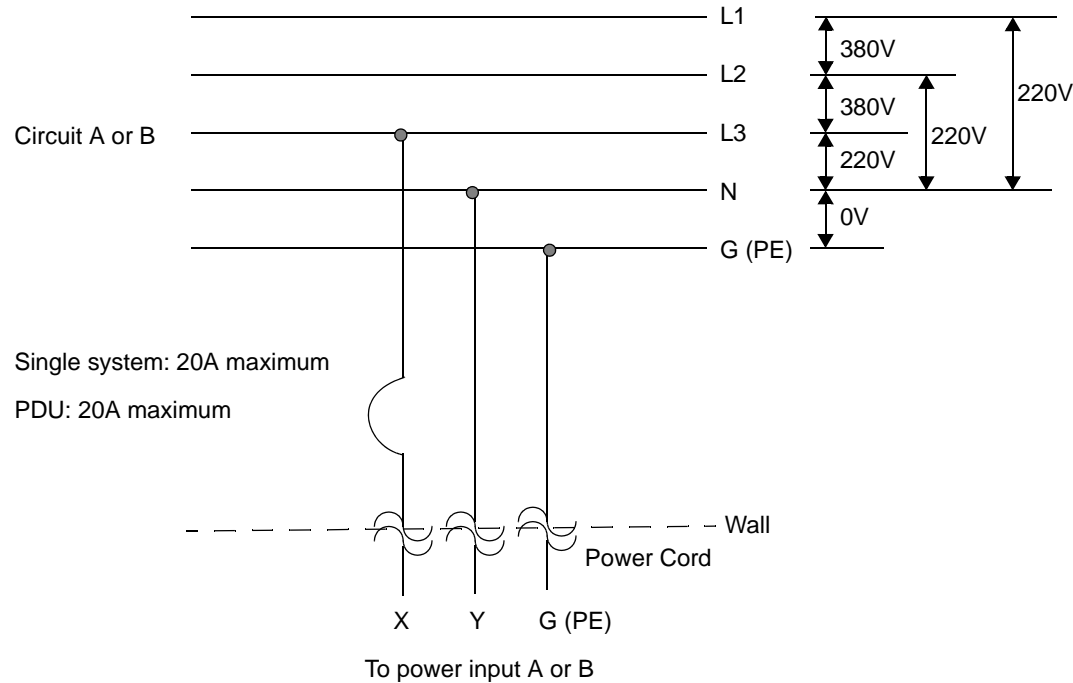 L1
380V
L2
220V
Circuit A or B
380V
L3
220V
220V
N
0V
G (PE)
Single system: 20A maximum
PDU: 20A maximum
Wall
Power Cord
X Y G (PE)
To power input A or B